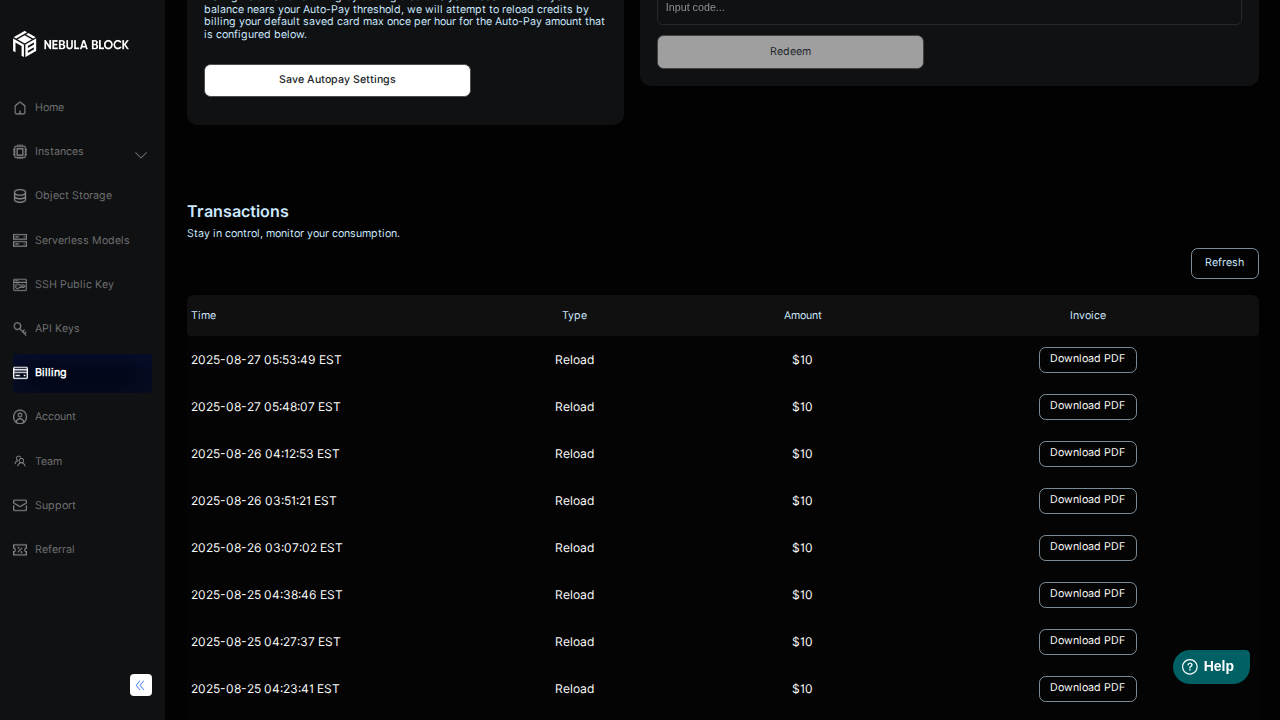 NEBULA BLOCK
Home
Instances
Object Storage
Serverless Models
SSH Public Key
API Keys
Billing
Account
Team
Support
Referral
balance nears your Auto-Pay threshold, we will attempt to reload credits by
billing your default saved card max once per hour for the Auto-Pay amount that
is configured below.
Save Autopay Settings
Input code...
Redeem
Transactions
Stay in control, monitor your consumption.
Refresh
Time Type Amount Invoice
2025-08-27 05:53:49 EST Reload $10 Download PDF
2025-08-27 05:48:07 EST Reload $10 Download PDF
2025-08-26 04:12:53 EST Reload $10 Download PDF
2025-08-26 03:51:21 EST Reload $10 Download PDF
2025-08-26 03:07:02 EST Reload $10 Download PDF
2025-08-25 04:38:46 EST Reload $10 Download PDF
2025-08-25 04:27:37 EST Reload $10 Download PDF
2025-08-25 04:23:41 EST Reload $10 Download PDF
Help